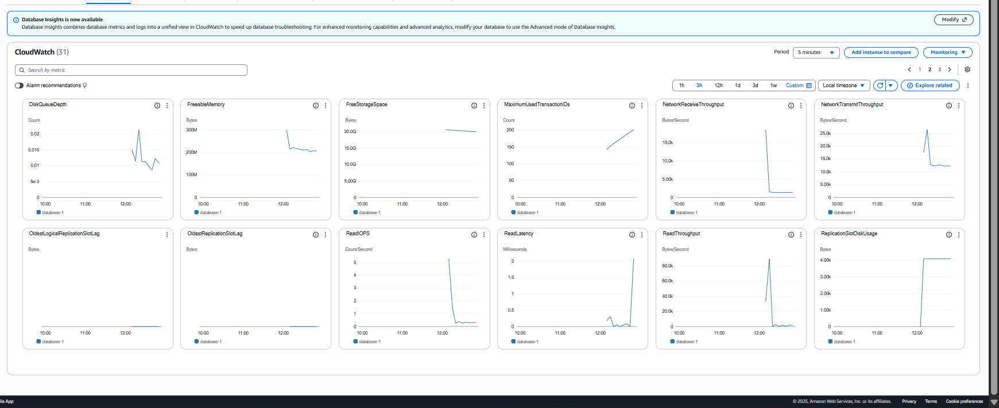 Database Insights is now available
Database Insights combines database metrics and logs into a unified view in CloudWatch to speed up database troubleshooting. For enhanced monitoring capabilities and advanced analytics, modify your database to use the Advanced mode of Database Insights.
Modify
CloudWatch (31)
Period
5 minutes
Add instance to compare
Monitoring
Search by metric
1 2 3
Alarm recommendations
1h 3h 12h 1d 3d 1w Custom
Local timezone
Explore related
DiskQueueDepth
Count
0.02
0.015
0.01
5e-3
0
10:00 11:00 12:00
database-1
FreeableMemory
Bytes
300M
200M
100M
0
10:00 11:00 12:00
database-1
FreeStorageSpace
Bytes
20.0G
15.0G
10.0G
5.00G
0
10:00 11:00 12:00
database-1
MaximumUsedTransactionIDs
Count
200
150
100
50
0
10:00 11:00 12:00
database-1
NetworkReceiveThroughput
Bytes/Second
15.0k
10.0k
5.00k
0
10:00 11:00 12:00
database-1
NetworkTransmitThroughput
Bytes/Second
25.0k
20.0k
15.0k
10.0k
5.00k
0
10:00 11:00 12:00
database-1
OldestLogicalReplicationSlotLag
Bytes
10:00 11:00 12:00
database-1
OldestReplicationSlotLag
Bytes
10:00 11:00 12:00
database-1
ReadIOPS
Count/Second
5
4
3
2
1
0
10:00 11:00 12:00
database-1
ReadLatency
Milliseconds
2
1.5
1
0.5
0
10:00 11:00 12:00
database-1
ReadThroughput
Bytes/Second
80.0k
60.0k
40.0k
20.0k
0
10:00 11:00 12:00
database-1
ReplicationSlotDiskUsage
Bytes
4.00k
3.00k
2.00k
1.00k
0
10:00 11:00 12:00
database-1
ile App
© 2025, Amazon Web Services, Inc. or its affiliates.
Privacy
Terms
Cookie preferences